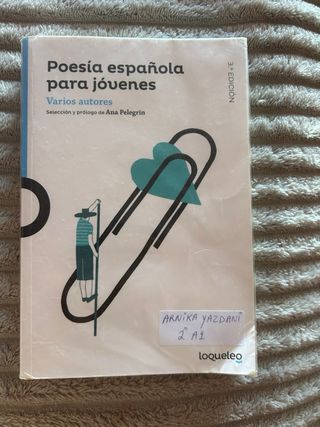 Poesía española
para jóvenes
Varios autores
Selección y prólogo de Ana Pelegrín
3.ª EDICIÓN
ARNIKA YAZDANI
2º A1
loqueleo